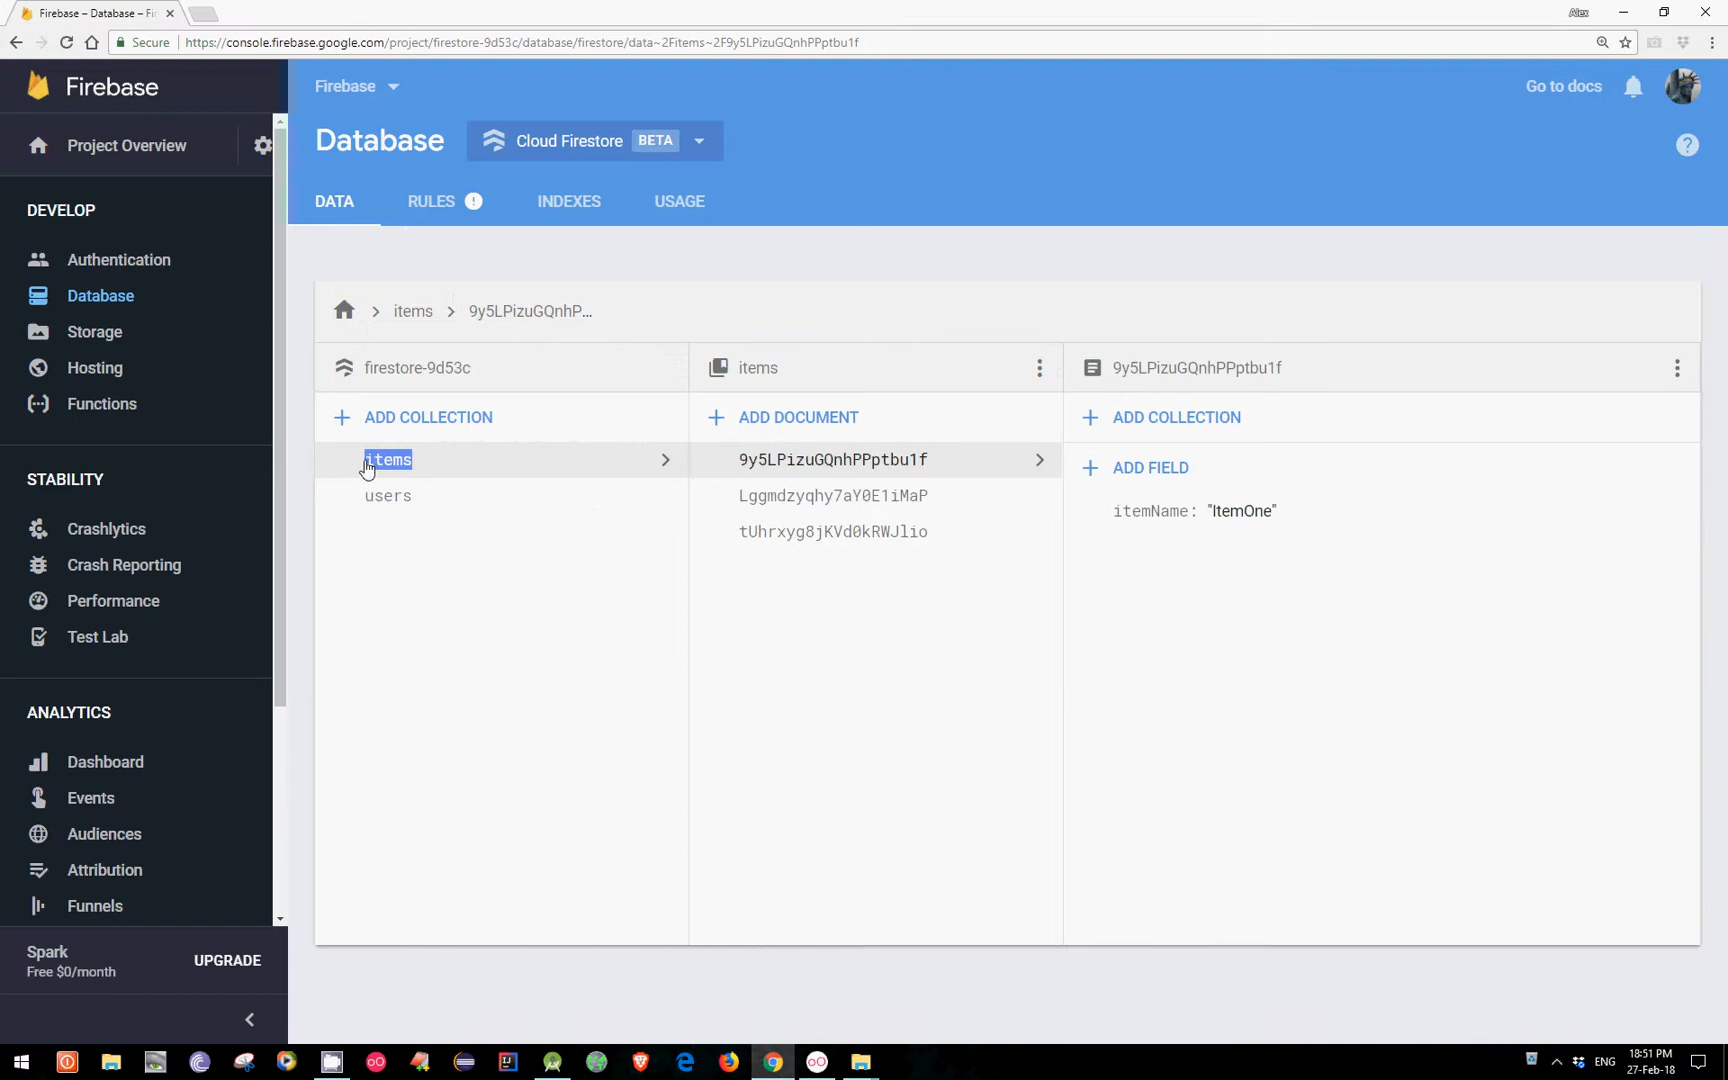 Firebase – Database – Fi
Alex
Secure
https://console.firebase.google.com/project/firestore-9d53c/database/firestore/data~2Fitems~2F9y5LPizuGQnhPPptbu1f
Firebase
Firebase
Go to docs
Project Overview
Database
Cloud Firestore
BETA
DATA
RULES
INDEXES
USAGE
DEVELOP
Authentication
Database
Storage
Hosting
Functions
STABILITY
Crashlytics
Crash Reporting
Performance
Test Lab
ANALYTICS
Dashboard
Events
Audiences
Attribution
Funnels
Spark
Free $0/month
UPGRADE
items
9y5LPizuGQnhP...
firestore-9d53c
ADD COLLECTION
items
users
items
ADD DOCUMENT
9y5LPizuGQnhPPptbu1f
Lggmdzyqhy7aY0E1iMaP
tUhrxyg8jKVd0kRWJlio
9y5LPizuGQnhPPptbu1f
ADD COLLECTION
ADD FIELD
itemName: "ItemOne"
ENG
18:51 PM
27-Feb-18